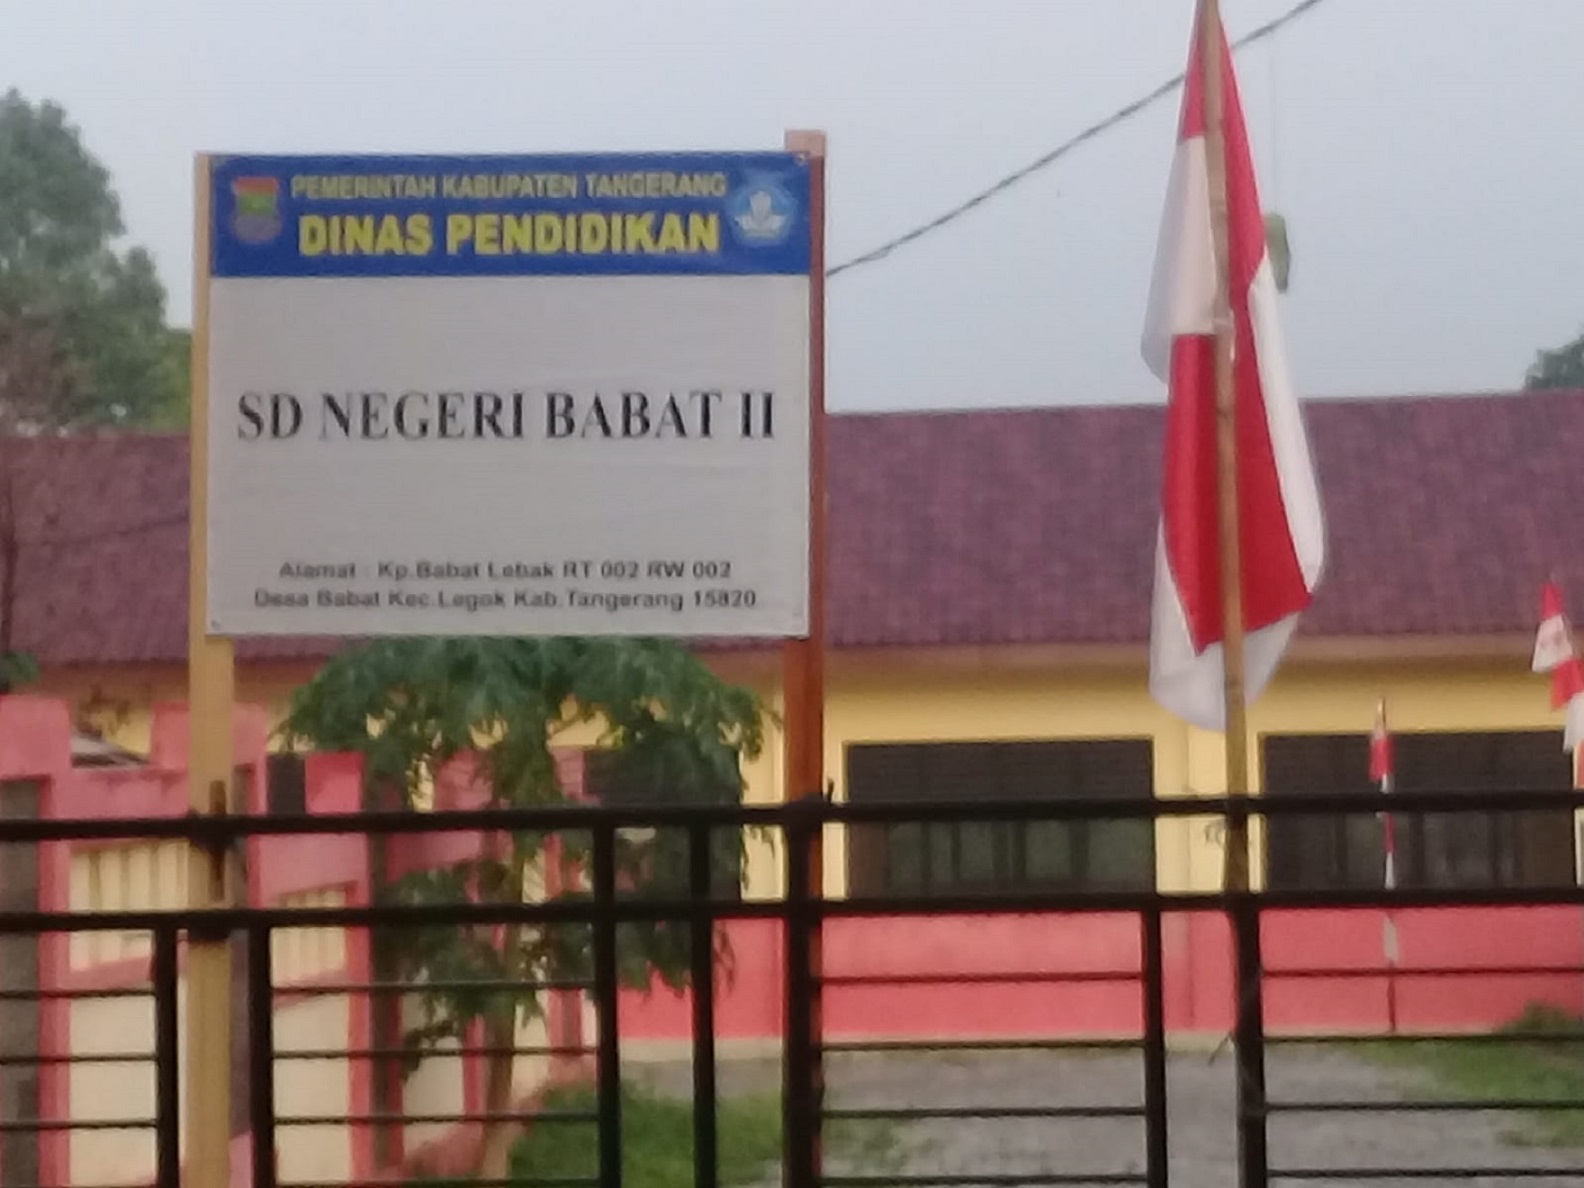 PEMERINTAH KABUPATEN TANGERANG
DINAS PENDIDIKAN
SD NEGERI BABAT II
Alamat : Kp.Babat Lebak RT 002 RW 002
Desa Babat Kec.Legok Kab.Tangerang 15820